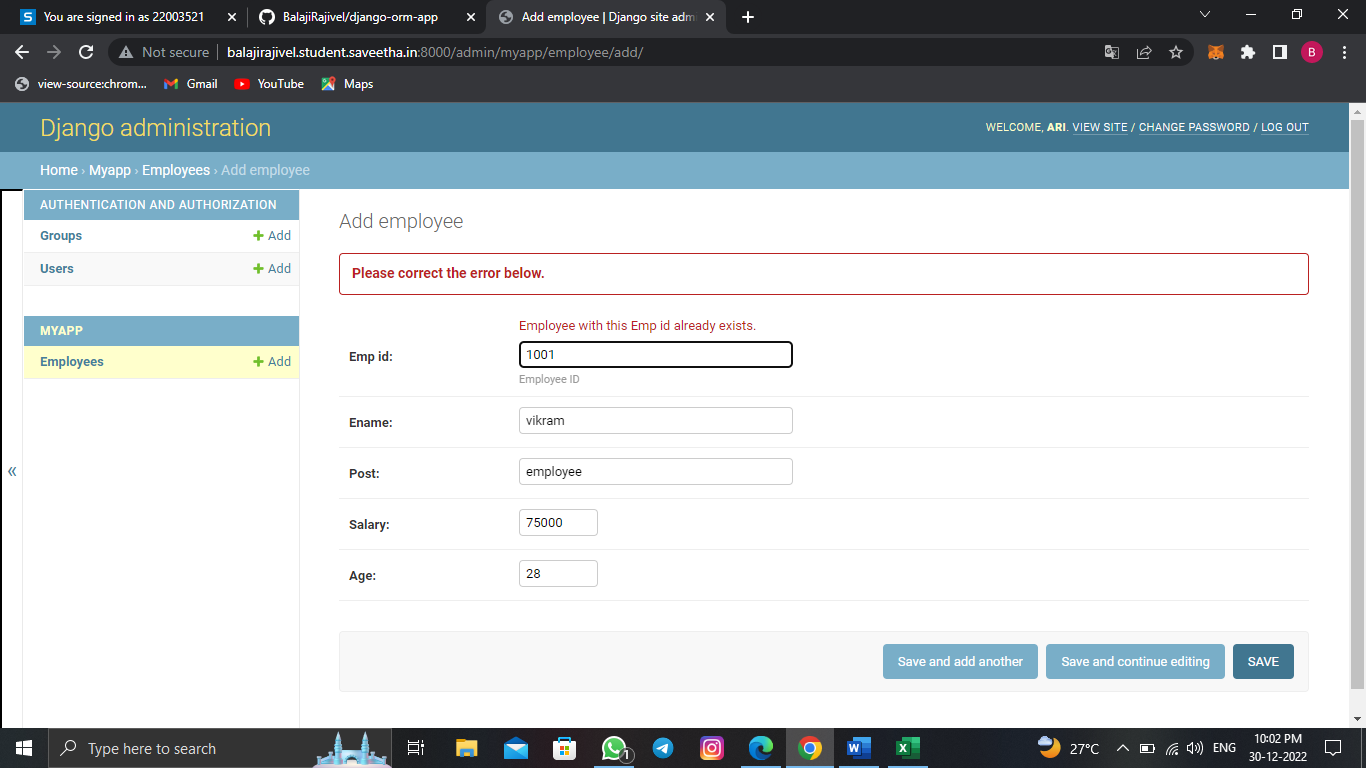 You are signed in as 22003521
BalajiRajivel/django-orm-app
Add employee | Django site adm
Not secure
balajirajivel.student.saveetha.in:8000/admin/myapp/employee/add/
B
view-source:chrom...
Gmail
YouTube
Maps
Django administration
WELCOME, ARI. VIEW SITE / CHANGE PASSWORD / LOG OUT
Home › Myapp › Employees › Add employee
AUTHENTICATION AND AUTHORIZATION
Groups
+ Add
Users
+ Add
MYAPP
Employees
+ Add
«
Add employee
Please correct the error below.
Employee with this Emp id already exists.
Emp id:
1001
Employee ID
Ename:
vikram
Post:
employee
Salary:
75000
Age:
28
Save and add another
Save and continue editing
SAVE
Type here to search
1
27°C
ENG
10:02 PM
30-12-2022